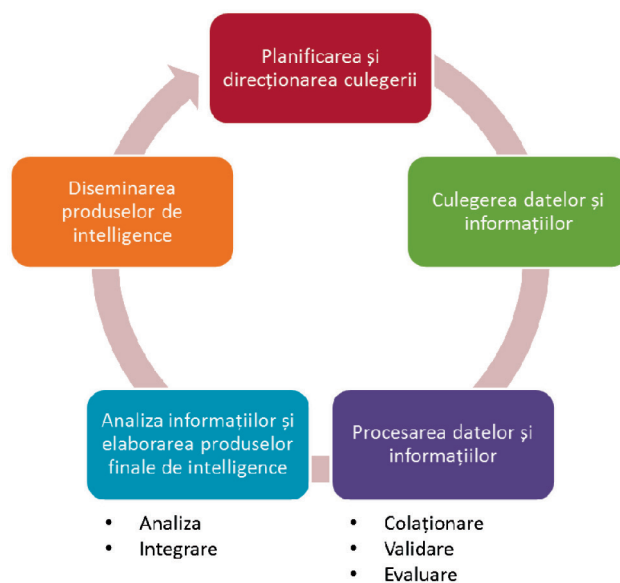 Planificarea și
direcționarea culegerii
Culegerea datelor și
informațiilor
Procesarea datelor și
informațiilor
• Colaționare
• Validare
• Evaluare
Analiza informațiilor și
elaborarea produselor
finale de intelligence
• Analiza
• Integrare
Diseminarea
produselor de
intelligence